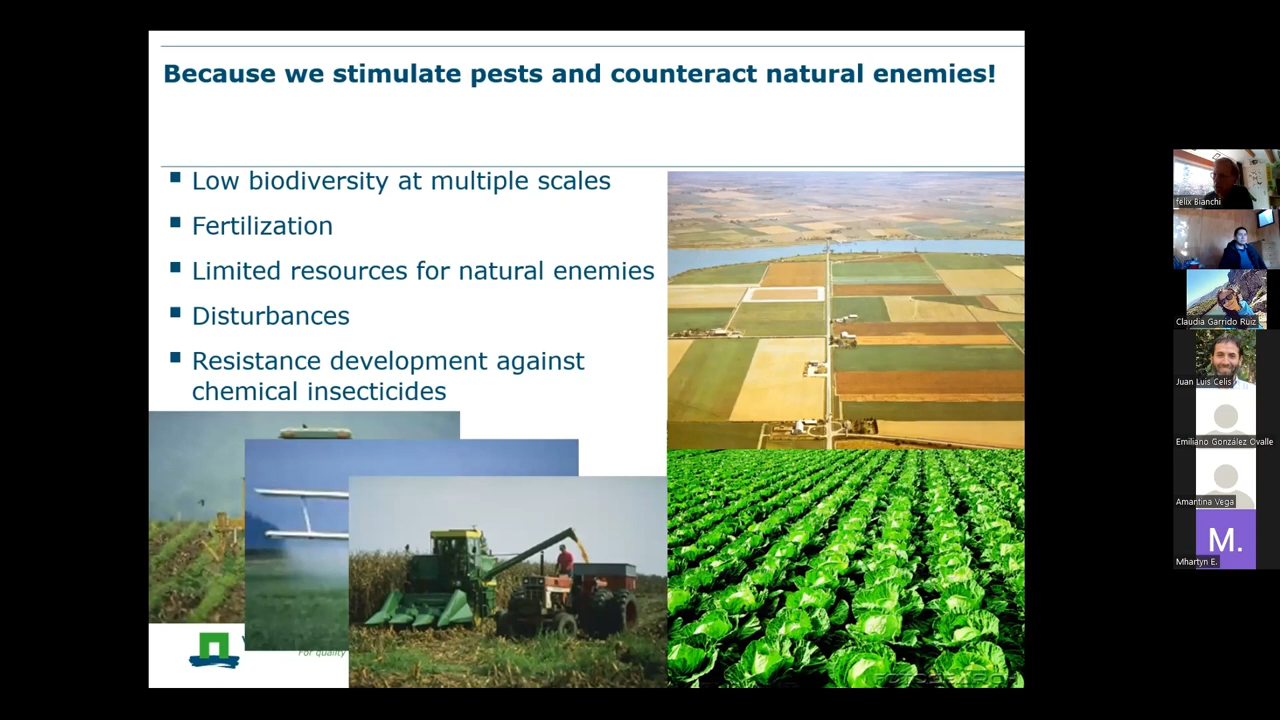 Because we stimulate pests and counteract natural enemies!
Low biodiversity at multiple scales
Fertilization
Limited resources for natural enemies
Disturbances
Resistance development against
chemical insecticides
For quality
felix Bianchi
Claudia Garrido Ruiz
Juan Luis Celis
Emiliano González Ovalle
Amantina Vega
M.
Mhartyn E.